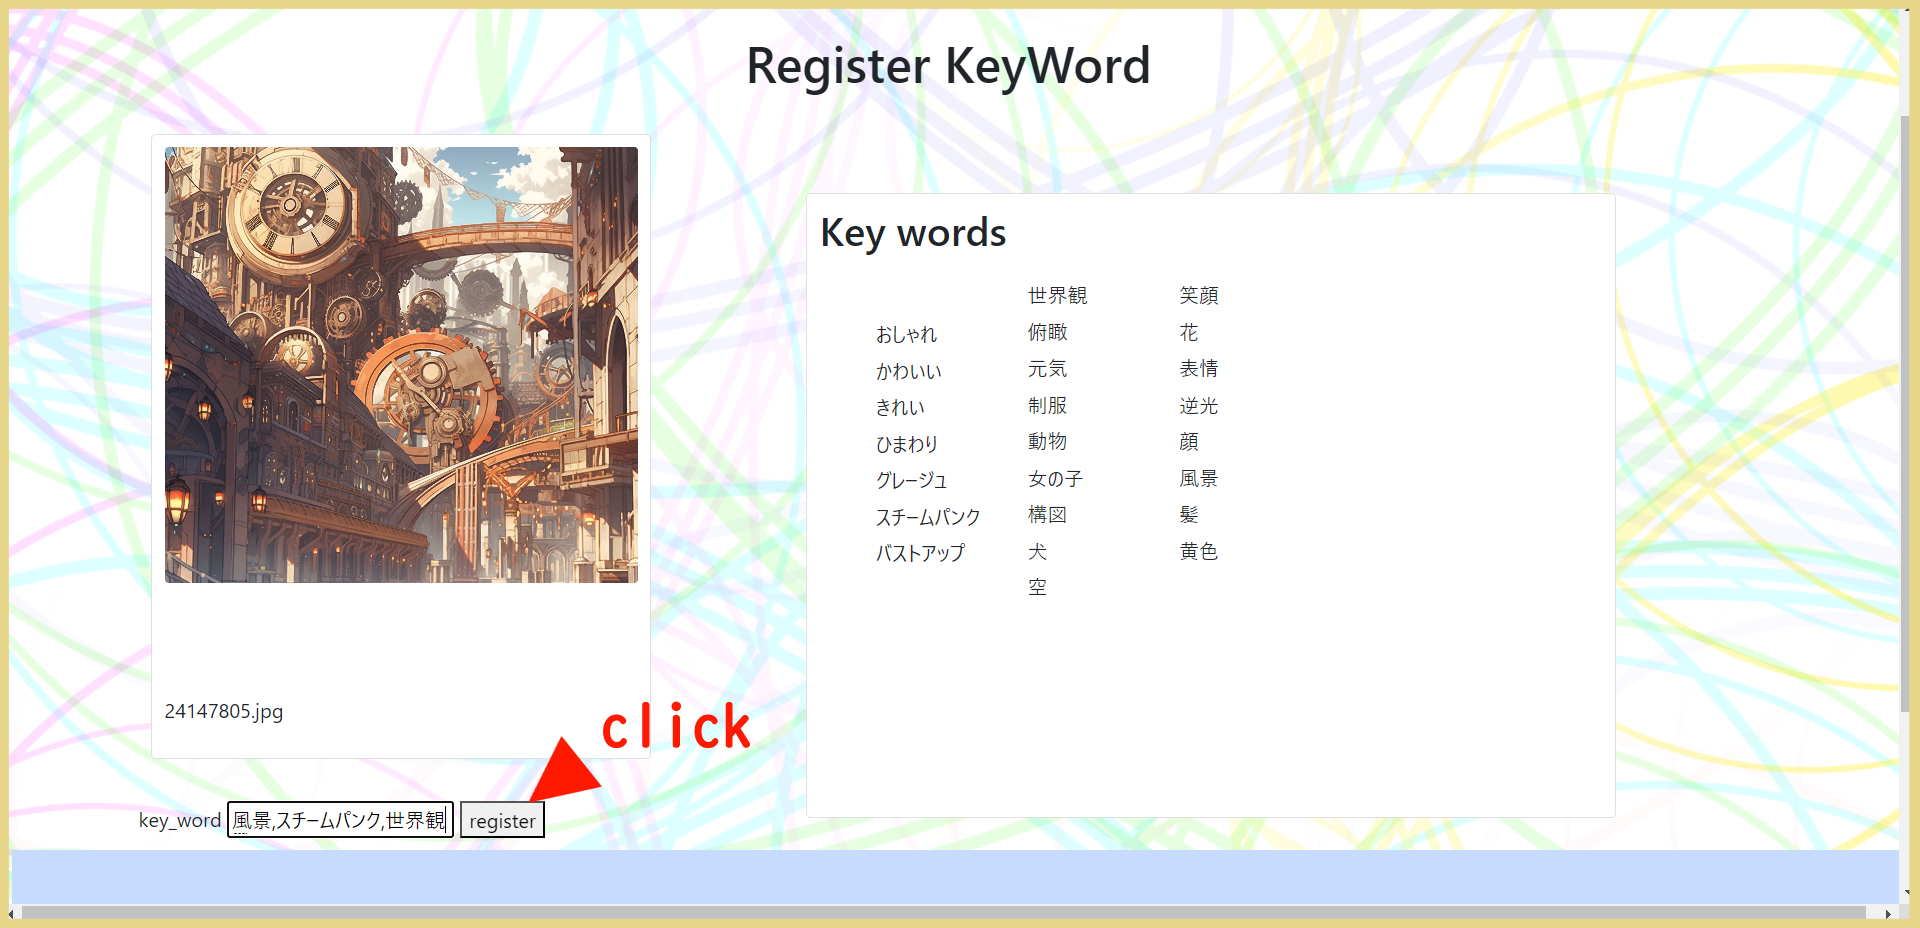 Register KeyWord
24147805.jpg
click
key_word 風景,スチームパンク,世界観 register
Key words
おしゃれ
かわいい
きれい
ひまわり
グレージュ
スチームパンク
バストアップ
世界観
俯瞰
元気
制服
動物
女の子
構図
犬
空
笑顔
花
表情
逆光
顔
風景
髪
黄色